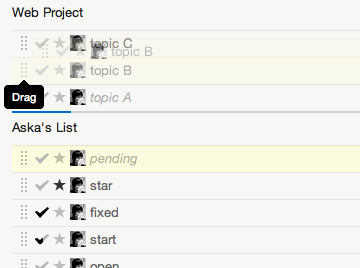 Web Project
topic C
topic B
topic B
Drag
topic A
Aska's List
pending
star
fixed
start
open